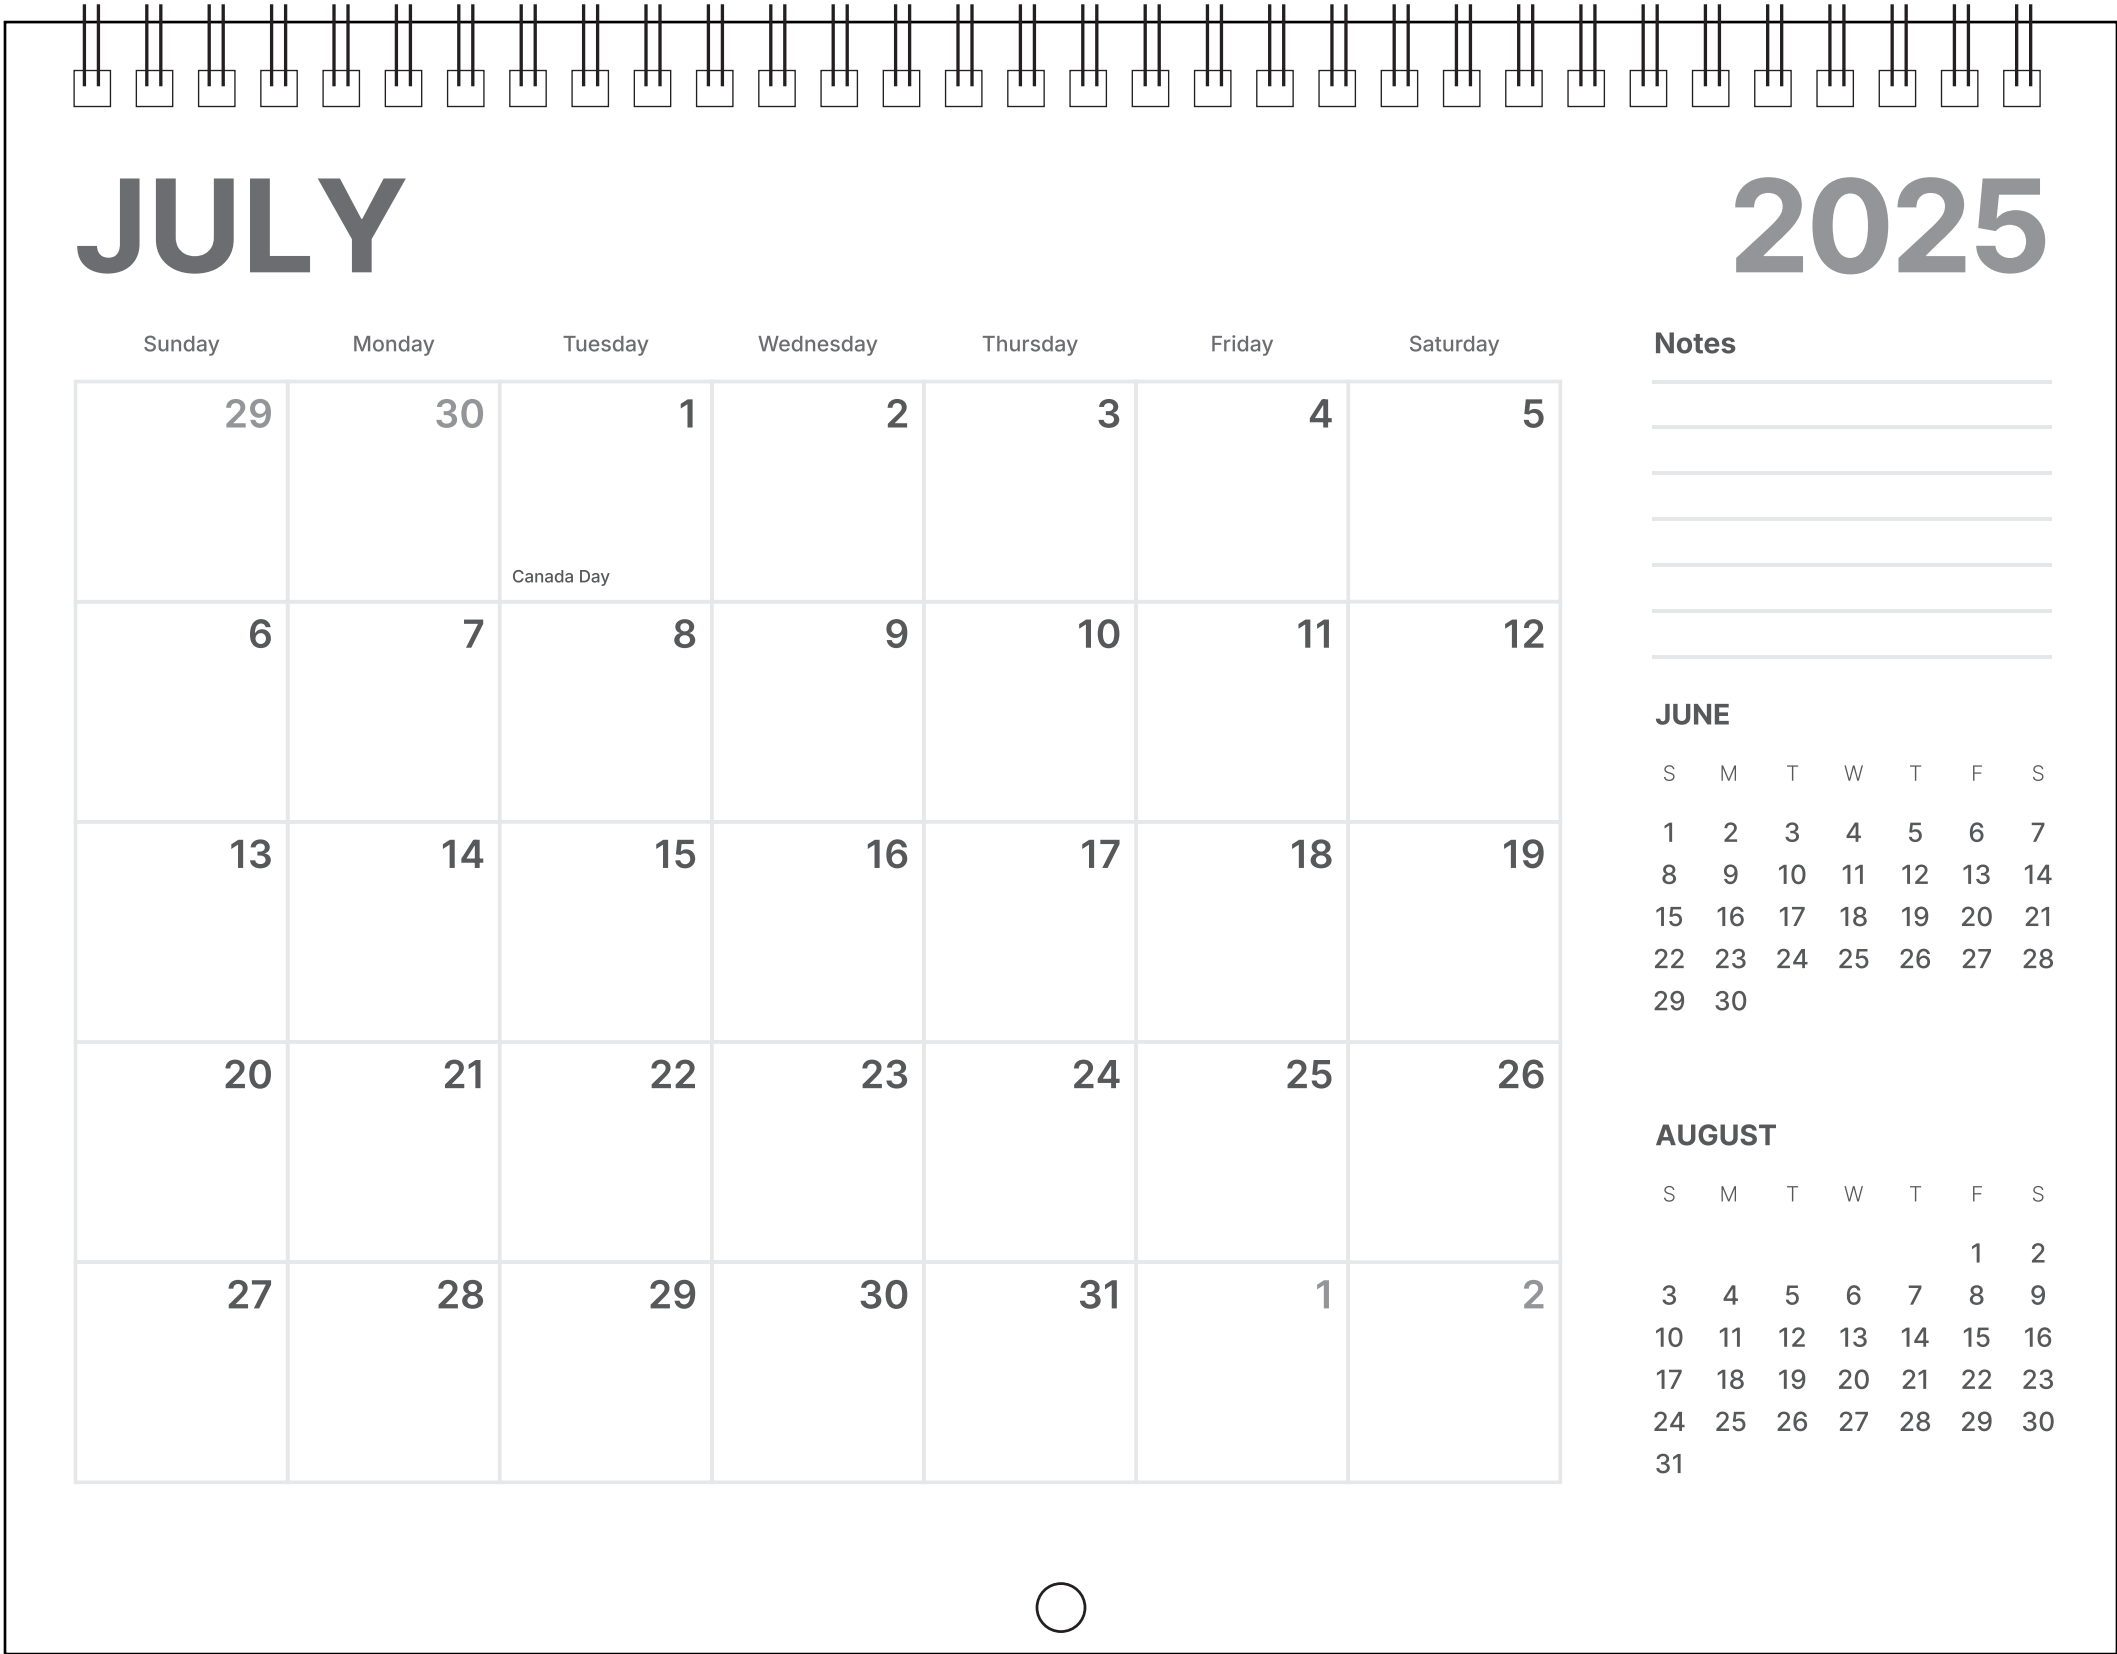 JULY 2025
Sunday Monday Tuesday Wednesday Thursday Friday Saturday
29 30 1 2 3 4 5
Canada Day
6 7 8 9 10 11 12
13 14 15 16 17 18 19
20 21 22 23 24 25 26
27 28 29 30 31 1 2
Notes
JUNE
S M T W T F S
1 2 3 4 5 6 7
8 9 10 11 12 13 14
15 16 17 18 19 20 21
22 23 24 25 26 27 28
29 30
AUGUST
S M T W T F S
1 2
3 4 5 6 7 8 9
10 11 12 13 14 15 16
17 18 19 20 21 22 23
24 25 26 27 28 29 30
31